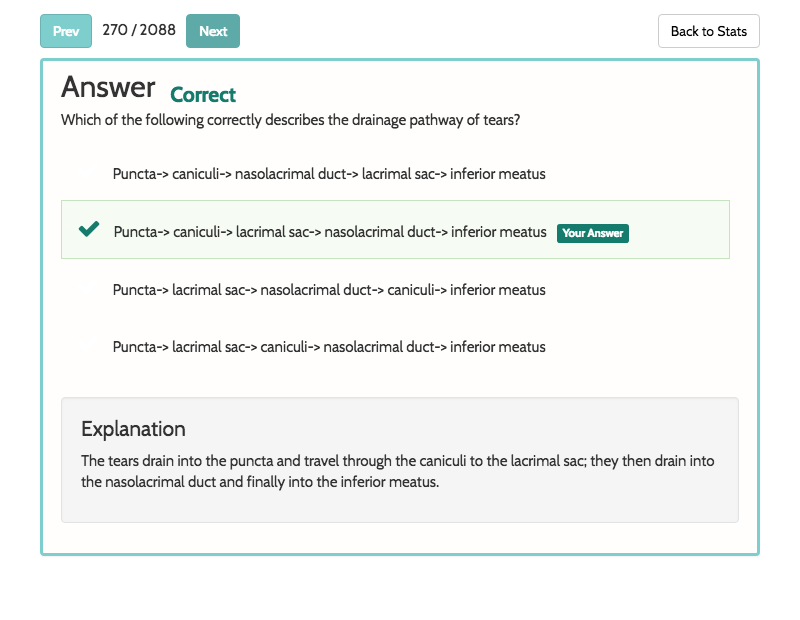 Prev 270 / 2088 Next Back to Stats
Answer Correct
Which of the following correctly describes the drainage pathway of tears?
Puncta-> caniculi-> nasolacrimal duct-> lacrimal sac-> inferior meatus
Puncta-> caniculi-> lacrimal sac-> nasolacrimal duct-> inferior meatus Your Answer
Puncta-> lacrimal sac-> nasolacrimal duct-> caniculi-> inferior meatus
Puncta-> lacrimal sac-> caniculi-> nasolacrimal duct-> inferior meatus
Explanation
The tears drain into the puncta and travel through the caniculi to the lacrimal sac; they then drain into
the nasolacrimal duct and finally into the inferior meatus.